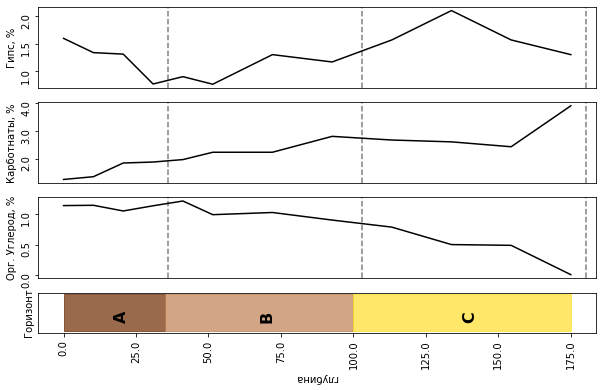 Гипс, %
2.0
1.5
1.0
Карботнаты, %
4.0
3.0
2.0
Орг. Углерод, %
1.0
0.5
0.0
Горизонт
A
B
C
0.0
25.0
50.0
75.0
100.0
125.0
150.0
175.0
глубина